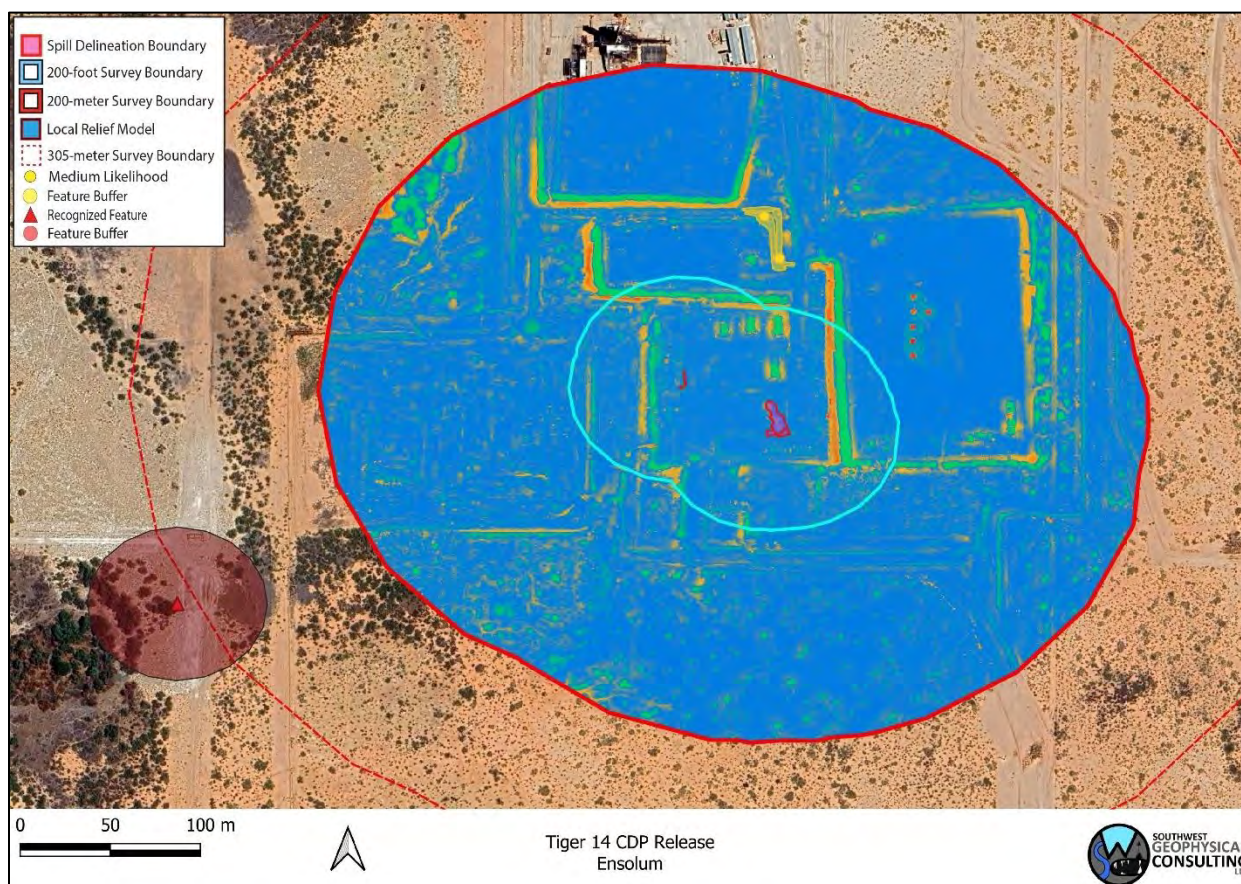 Spill Delineation Boundary
200-foot Survey Boundary
200-meter Survey Boundary
Local Relief Model
305-meter Survey Boundary
Medium Likelihood
Feature Buffer
Recognized Feature
Feature Buffer
0 50 100 m
Tiger 14 CDP Release
Ensolum
SOUTHWEST
GEOPHYSICAL
CONSULTING